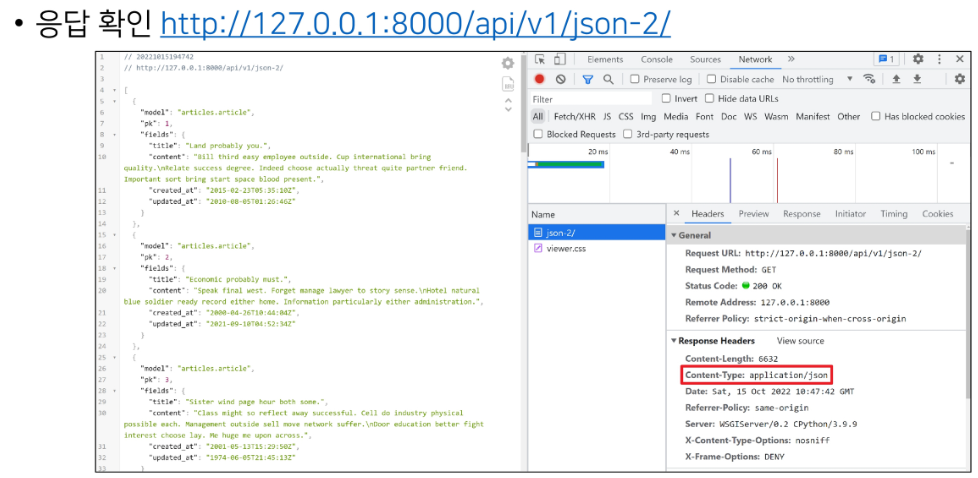 • 응답 확인 http://127.0.0.1:8000/api/v1/json-2/
1 // 20221015194742
2 // http://127.0.0.1:8000/api/v1/json-2/
3
4 [
5 {
6 "model": "articles.article",
7 "pk": 1,
8 "fields": {
9 "title": "Land probably you.",
10 "content": "Bill third easy employee outside. Cup international bring
quality.\nRelate success degree. Indeed choose actually threat quite partner friend.
Important sort bring start space blood present.",
11 "created_at": "2015-02-23T05:35:10Z",
12 "updated_at": "2010-08-05T01:26:46Z"
13 }
14 },
15 {
16 "model": "articles.article",
17 "pk": 2,
18 "fields": {
19 "title": "Economic probably must.",
20 "content": "Speak final west. Forget manage lawyer to story sense.\nHotel natural
blue soldier ready record either home. Information particularly either administration.",
21 "created_at": "2000-04-26T10:44:04Z",
22 "updated_at": "2021-09-10T04:52:34Z"
23 }
24 },
25 {
26 "model": "articles.article",
27 "pk": 3,
28 "fields": {
29 "title": "Sister wind page hour both some.",
30 "content": "Class might so reflect away successful. Cell do industry physical
possible each. Management outside sell move network suffer.\nDoor education better fight
interest choose lay. Me huge me upon across.",
31 "created_at": "2001-05-13T15:29:50Z",
32 "updated_at": "1974-06-05T21:45:13Z"
33 }
Elements Console Sources Network » 1
Preserve log Disable cache No throttling
Filter Invert Hide data URLs
All Fetch/XHR JS CSS Img Media Font Doc WS Wasm Manifest Other Has blocked cookies
Blocked Requests 3rd-party requests
20 ms 40 ms 60 ms 80 ms 100 ms
Name
json-2/
viewer.css
× Headers Preview Response Initiator Timing Cookies
▼ General
Request URL: http://127.0.0.1:8000/api/v1/json-2/
Request Method: GET
Status Code: 200 OK
Remote Address: 127.0.0.1:8000
Referrer Policy: strict-origin-when-cross-origin
▼ Response Headers View source
Content-Length: 6632
Content-Type: application/json
Date: Sat, 15 Oct 2022 10:47:42 GMT
Referrer-Policy: same-origin
Server: WSGIServer/0.2 CPython/3.9.9
X-Content-Type-Options: nosniff
X-Frame-Options: DENY